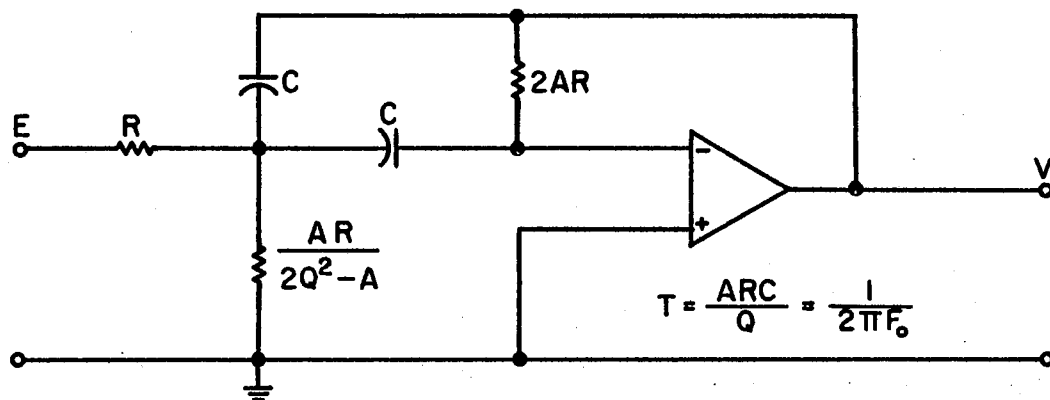 C
2AR
E
R
C
−
+
V
AR
2Q² − A
T = ARC/Q = 1/2πF₀